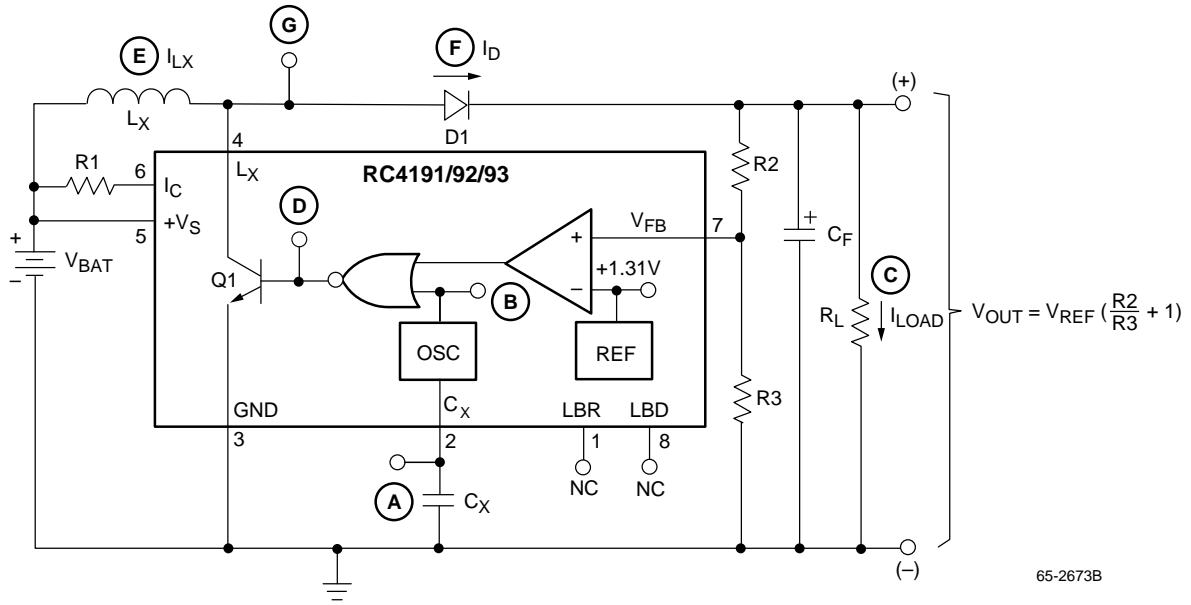 G
E I_LX
F I_D
(+)
L_X
D1
4
R1
6
L_X
RC4191/92/93
R2
I_C
D
V_FB
7
+V_S
5
+
V_BAT
–
Q1
+
+1.31V
–
B
+
C_F
C
R_L
I_LOAD
V_OUT = V_REF (R2/R3 + 1)
OSC
REF
R3
GND
C_X
LBR
LBD
3
2
1
8
A
C_X
NC
NC
(–)
65-2673B